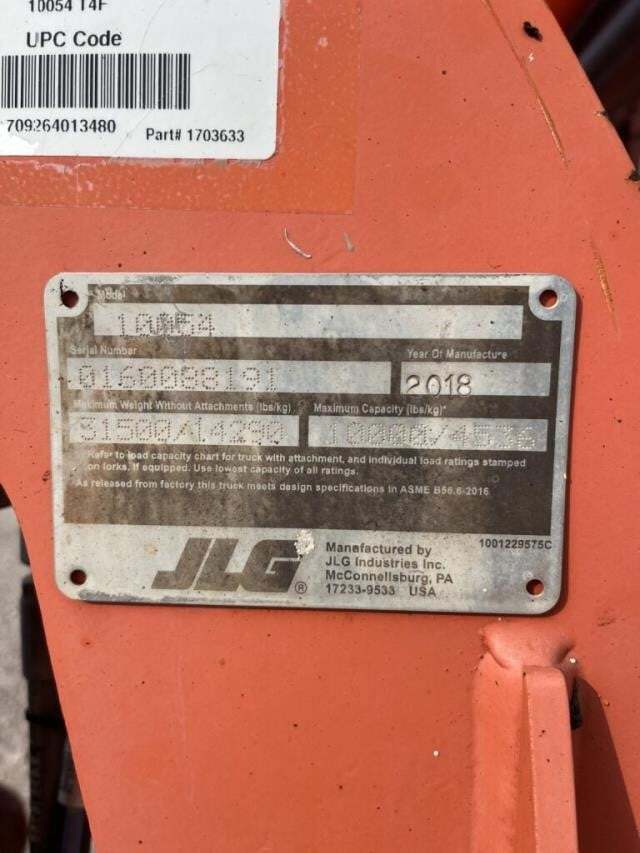 10054 T4F
UPC Code
709264013480 Part# 1703633
Model
10054
Serial Number Year Of Manufacture
0160088191 2018
Maximum Weight Without Attachments (lbs/kg) Maximum Capacity (lbs/kg)*
31500/14290 10000/4536
* Refer to load capacity chart for truck with attachment, and individual load ratings stamped
on forks. If equipped. Use lowest capacity of all ratings.
As released from factory this truck meets design specifications in ASME B56.6-2016
JLG ®
Manufactured by 1001229575C
JLG Industries Inc.
McConnellsburg, PA
17233-9533 USA